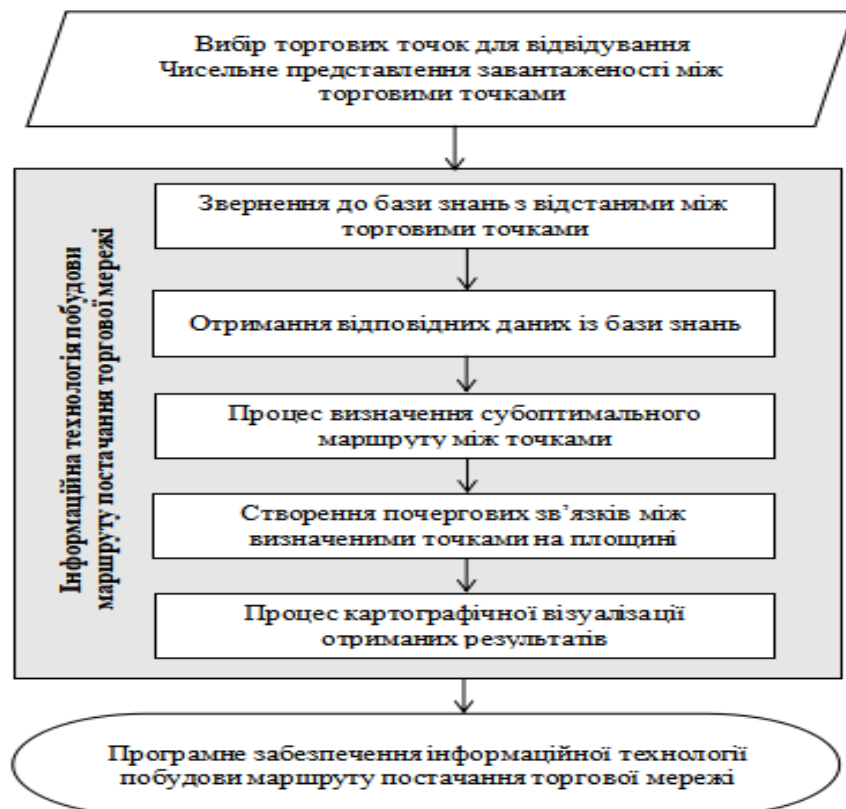 Вибір торгових точок для відвідування
Чисельне представлення завантаженості між
торговими точками
Інформаційна технологія побудови
маршруту постачання торгової мережі
Звернення до бази знань з відстанями між
торговими точками
Отримання відповідних даних із бази знань
Процес визначення субоптимального
маршруту між точками
Створення почергових зв’язків між
визначеними точками на площині
Процес картографічної візуалізації
отриманих результатів
Програмне забезпечення інформаційної технології
побудови маршруту постачання торгової мережі